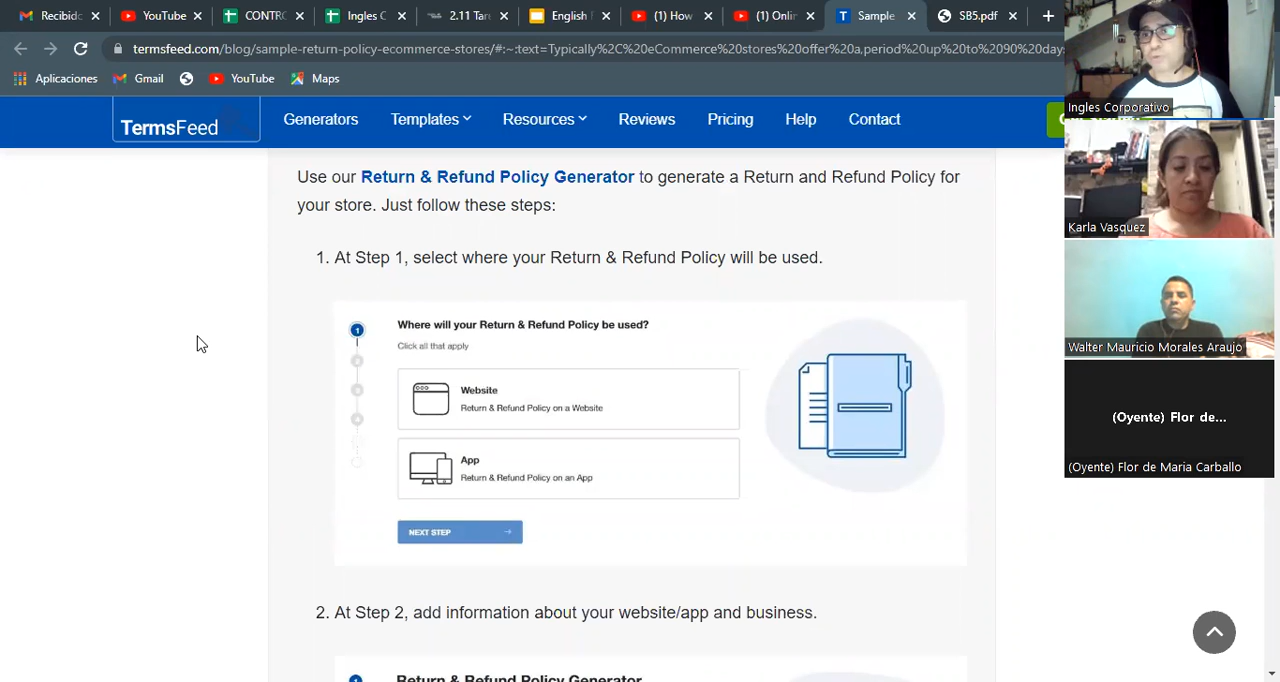 Recibido
YouTube
CONTRO
Ingles C
2.11 Tar
English F
(1) How
(1) Onlin
Sample
SB5.pdf
termsfeed.com/blog/sample-return-policy-ecommerce-stores/#:~:text=Typically%2C%20eCommerce%20stores%20offer%20a,period%20up%20to%2090%20day
Aplicaciones
Gmail
YouTube
Maps
TermsFeed
Generators
Templates
Resources
Reviews
Pricing
Help
Contact
Use our Return & Refund Policy Generator to generate a Return and Refund Policy for
your store. Just follow these steps:
1. At Step 1, select where your Return & Refund Policy will be used.
1
Where will your Return & Refund Policy be used?
Click all that apply
Website
Return & Refund Policy on a Website
App
Return & Refund Policy on an App
NEXT STEP
2. At Step 2, add information about your website/app and business.
Return & Refund Policy Generator
Ingles Corporativo
Karla Vasquez
Walter Mauricio Morales Araujo
(Oyente) Flor de...
(Oyente) Flor de Maria Carballo